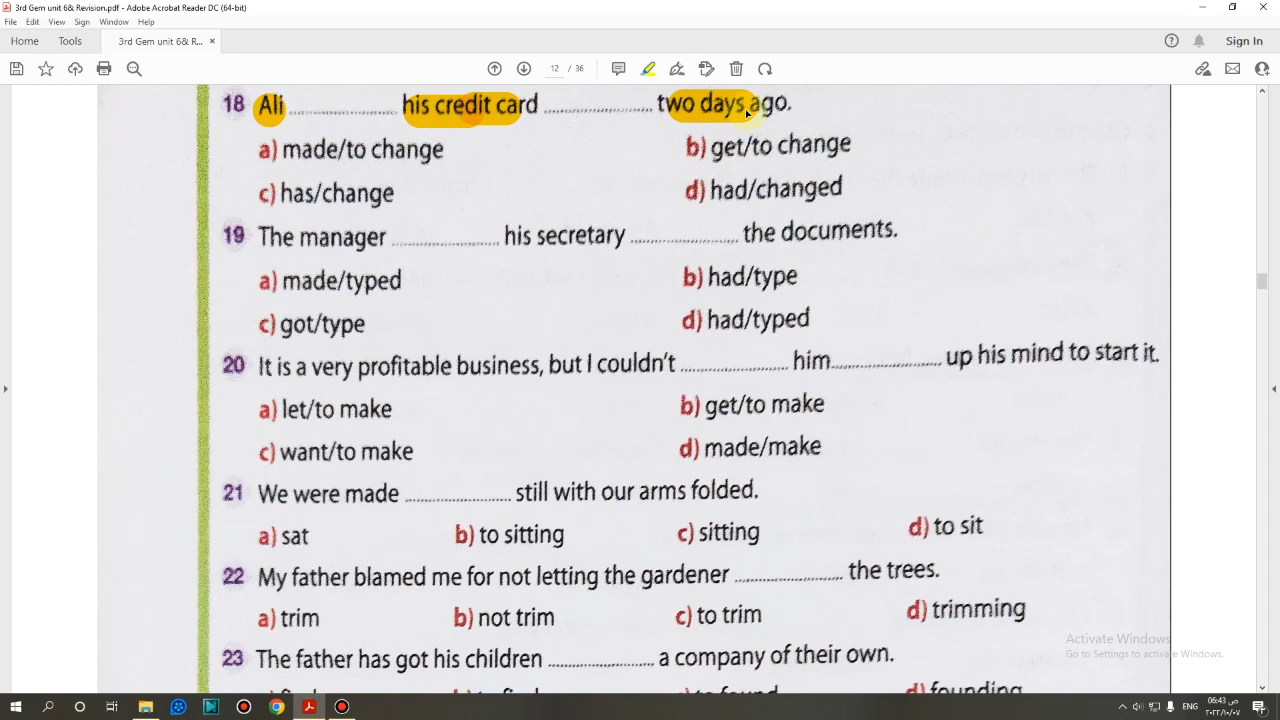 3rd Gem unit 6& Revision.pdf - Adobe Acrobat Reader DC (64-bit)
File Edit View Sign Window Help
Home Tools 3rd Gem unit 6& R... × Sign In
12 / 36
18 Ali .................... his credit card .................... two days ago.
a) made/to change b) get/to change
c) has/change d) had/changed
19 The manager .................... his secretary .................... the documents.
a) made/typed b) had/type
c) got/type d) had/typed
20 It is a very profitable business, but I couldn't .................... him.................... up his mind to start it.
a) let/to make b) get/to make
c) want/to make d) made/make
21 We were made .................... still with our arms folded.
a) sat b) to sitting c) sitting d) to sit
22 My father blamed me for not letting the gardener .................... the trees.
a) trim b) not trim c) to trim d) trimming
23 The father has got his children .................... a company of their own.
d) founding
Activate Windows
Go to Settings to activate Windows.
ENG
06:43 ص